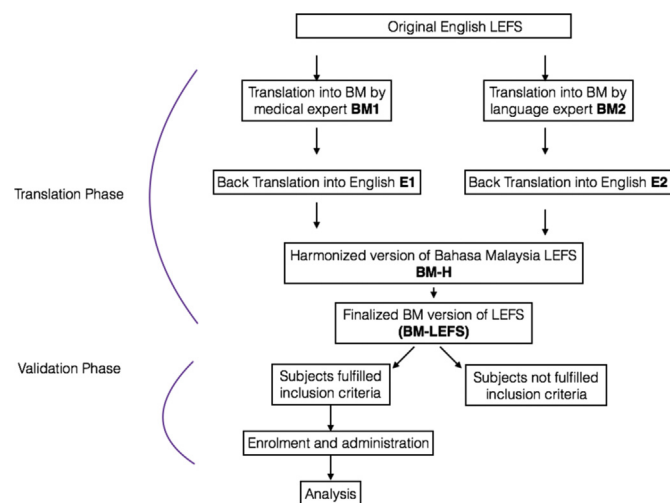 Original English LEFS
Translation into BM by
medical expert BM1
Translation into BM by
language expert BM2
Back Translation into English E1
Back Translation into English E2
Translation Phase
Harmonized version of Bahasa Malaysia LEFS
BM-H
Finalized BM version of LEFS
(BM-LEFS)
Validation Phase
Subjects fulfilled
inclusion criteria
Subjects not fulfilled
inclusion criteria
Enrolment and administration
Analysis